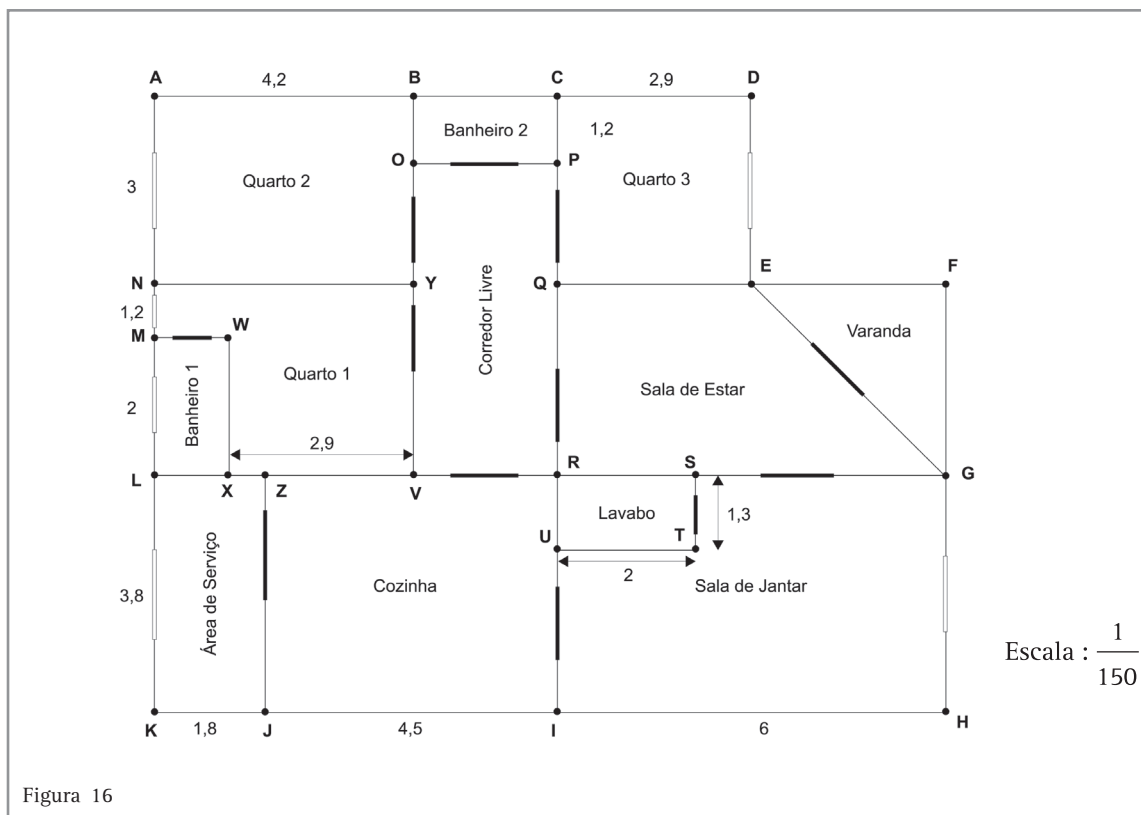 A 4,2 B C 2,9 D
Banheiro 2 1,2
O P
3 Quarto 2 Quarto 3
N Y Q E F
1,2
M W
Corredor Livre
Varanda
Banheiro 1
Quarto 1
Sala de Estar
2
2,9
L X Z V R S G
Lavabo 1,3
U T
2
Área de Serviço
3,8 Cozinha Sala de Jantar
Escala : 1
150
K 1,8 J 4,5 I 6 H
Figura 16